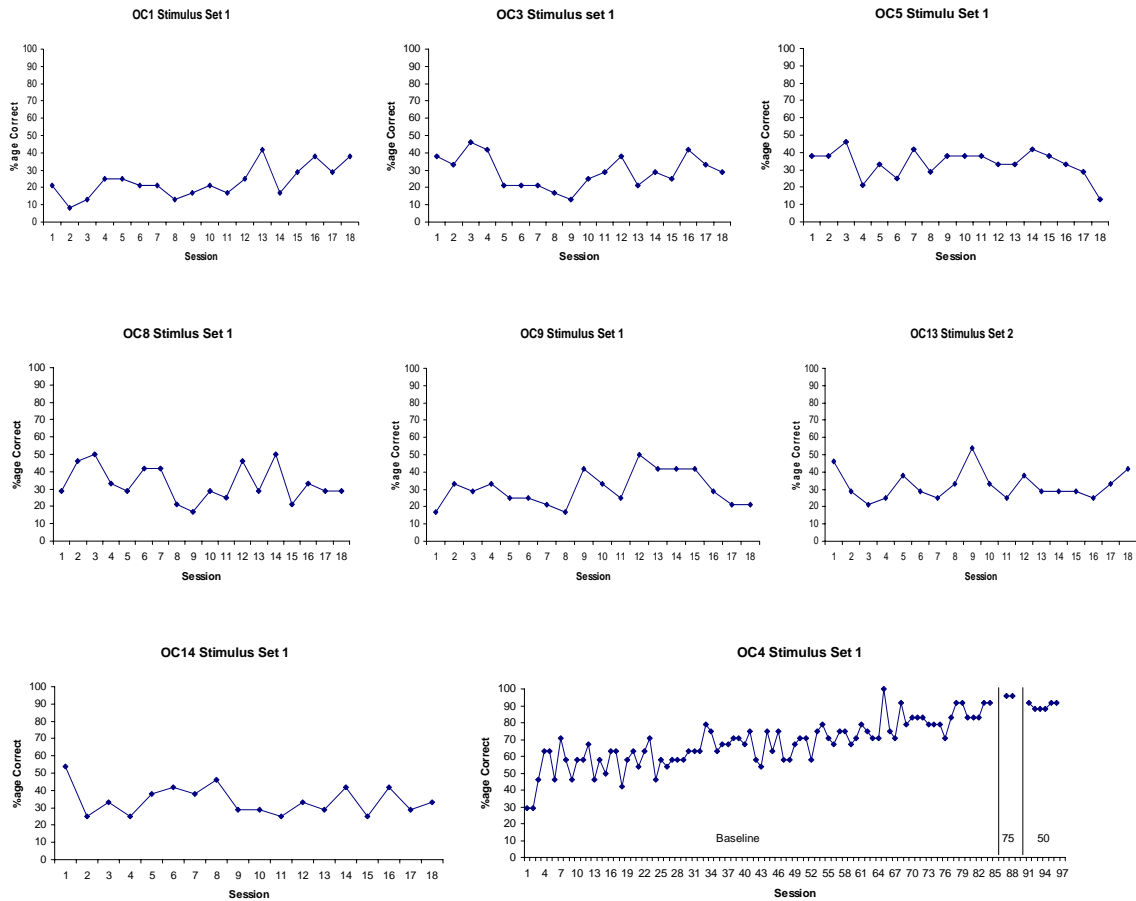 OC1 Stimulus Set 1
%age Correct
100
90
80
70
60
50
40
30
20
10
0
1 2 3 4 5 6 7 8 9 10 11 12 13 14 15 16 17 18
Session
OC3 Stimulus set 1
%age Correct
100
90
80
70
60
50
40
30
20
10
0
1 2 3 4 5 6 7 8 9 10 11 12 13 14 15 16 17 18
Session
OC5 Stimulu Set 1
%age Correct
100
90
80
70
60
50
40
30
20
10
0
1 2 3 4 5 6 7 8 9 10 11 12 13 14 15 16 17 18
Session
OC8 Stimlus Set 1
%age Correct
100
90
80
70
60
50
40
30
20
10
0
1 2 3 4 5 6 7 8 9 10 11 12 13 14 15 16 17 18
Session
OC9 Stimulus Set 1
%age Correct
100
90
80
70
60
50
40
30
20
10
0
1 2 3 4 5 6 7 8 9 10 11 12 13 14 15 16 17 18
Session
OC13 Stimulus Set 2
%age Correct
100
90
80
70
60
50
40
30
20
10
0
1 2 3 4 5 6 7 8 9 10 11 12 13 14 15 16 17 18
Session
OC14 Stimulus Set 1
%age Correct
100
90
80
70
60
50
40
30
20
10
0
1 2 3 4 5 6 7 8 9 10 11 12 13 14 15 16 17 18
Session
OC4 Stimulus Set 1
%age Correct
100
90
80
70
60
50
40
30
20
10
0
Baseline 75 50
1 4 7 10 13 16 19 22 25 28 31 34 37 40 43 46 49 52 55 58 61 64 67 70 73 76 79 82 85 88 91 94 97
Session